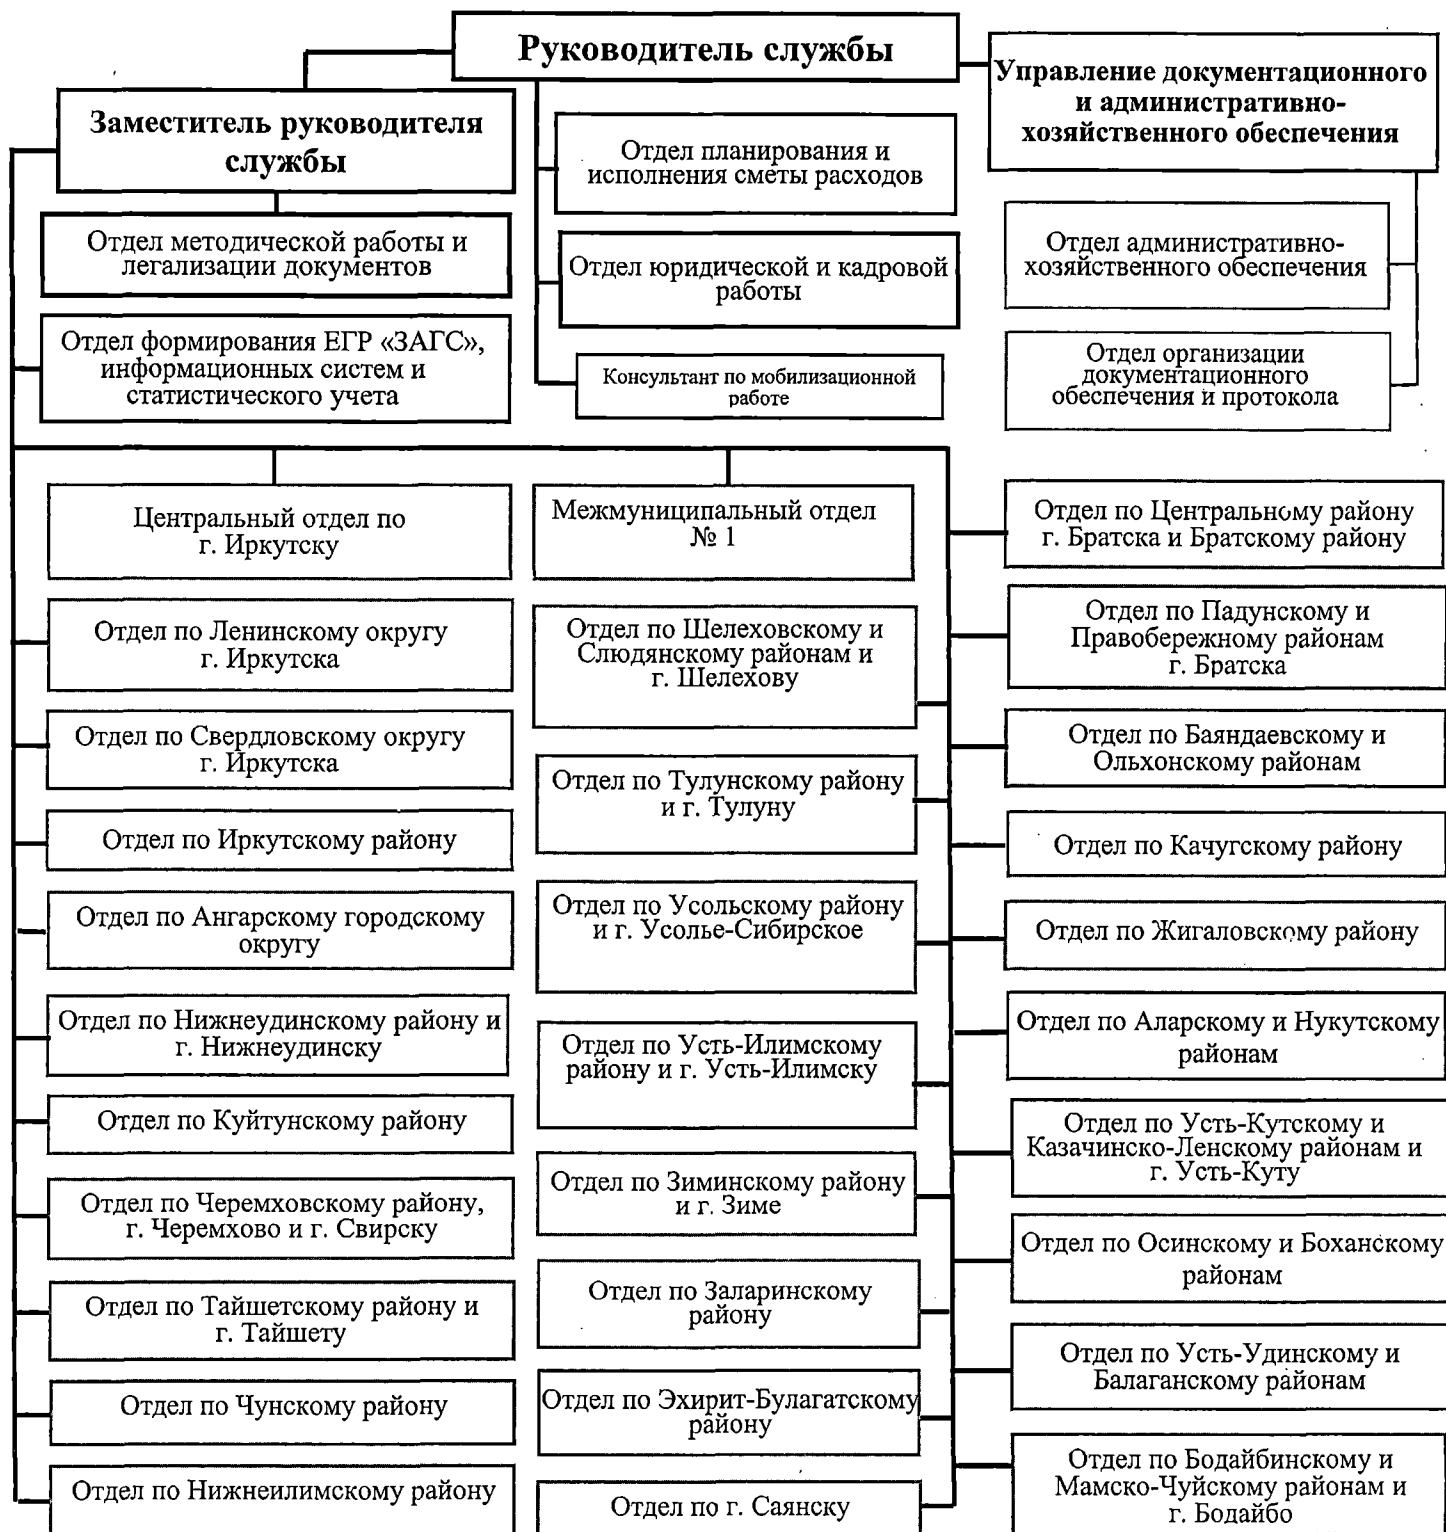 Руководитель службы
Управление документационного
и административно-
хозяйственного обеспечения
Заместитель руководителя
службы
Отдел планирования и
исполнения сметы расходов
Отдел методической работы и
легализации документов
Отдел юридической и кадровой
работы
Отдел административно-
хозяйственного обеспечения
Отдел формирования ЕГР «ЗАГС»,
информационных систем и
статистического учета
Консультант по мобилизационной
работе
Отдел организации
документационного
обеспечения и протокола
Центральный отдел по
г. Иркутску
Отдел по Ленинскому округу
г. Иркутска
Отдел по Свердловскому округу
г. Иркутска
Отдел по Иркутскому району
Отдел по Ангарскому городскому
округу
Отдел по Нижнеудинскому району и
г. Нижнеудинску
Отдел по Куйтунскому району
Отдел по Черемховскому району,
г. Черемхово и г. Свирску
Отдел по Тайшетскому району и
г. Тайшету
Отдел по Чунскому району
Отдел по Нижнеилимскому району
Межмуниципальный отдел
№ 1
Отдел по Шелеховскому и
Слюдянскому районам и
г. Шелехову
Отдел по Тулунскому району
и г. Тулуну
Отдел по Усольскому району
и г. Усолье-Сибирское
Отдел по Усть-Илимскому
району и г. Усть-Илимску
Отдел по Зиминскому району
и г. Зиме
Отдел по Заларинскому
району
Отдел по Эхирит-Булагатскому
району
Отдел по г. Саянску
Отдел по Центральному району
г. Братска и Братскому району
Отдел по Падунскому и
Правобережному районам
г. Братска
Отдел по Баяндаевскому и
Ольхонскому районам
Отдел по Качугскому району
Отдел по Жигаловскому району
Отдел по Аларскому и Нукутскому
районам
Отдел по Усть-Кутскому и
Казачинско-Ленскому районам и
г. Усть-Куту
Отдел по Осинскому и Боханскому
районам
Отдел по Усть-Удинскому и
Балаганскому районам
Отдел по Бодайбинскому и
Мамско-Чуйскому районам и
г. Бодайбо